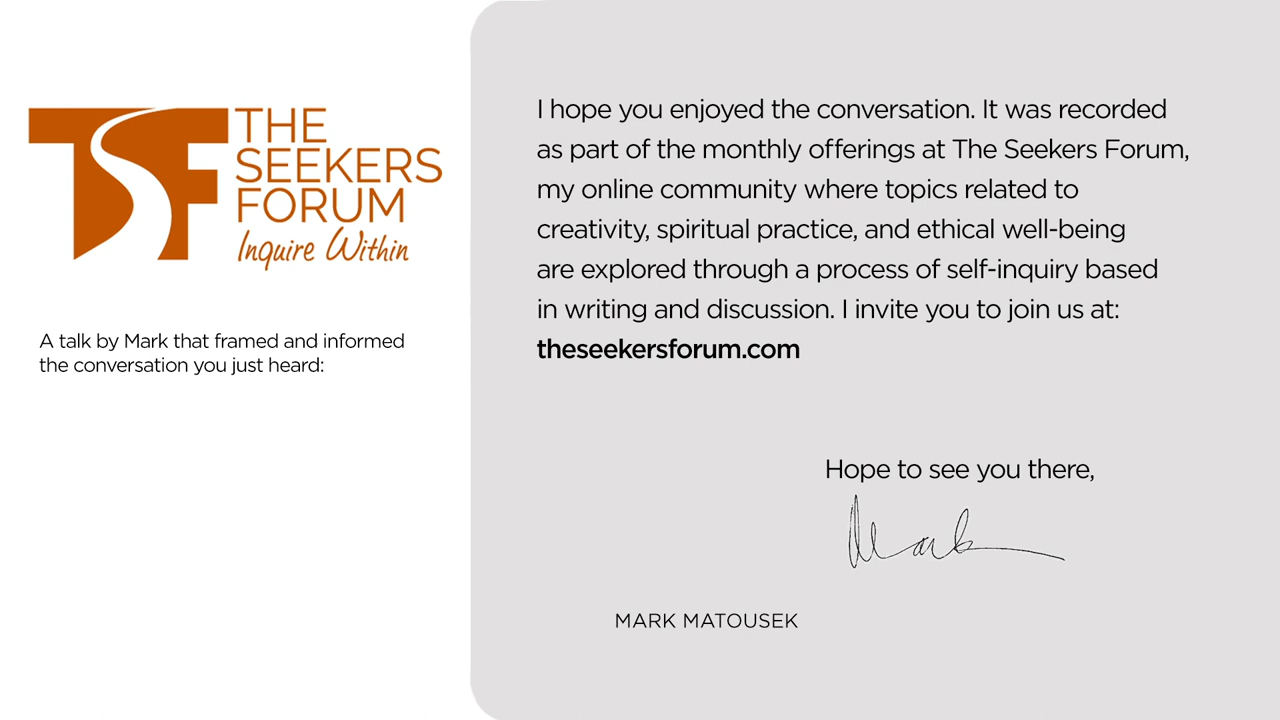 TSF
THE
SEEKERS
FORUM
Inquire Within
A talk by Mark that framed and informed
the conversation you just heard:
I hope you enjoyed the conversation. It was recorded
as part of the monthly offerings at The Seekers Forum,
my online community where topics related to
creativity, spiritual practice, and ethical well-being
are explored through a process of self-inquiry based
in writing and discussion. I invite you to join us at:
theseekersforum.com
Hope to see you there,
Mark
MARK MATOUSEK